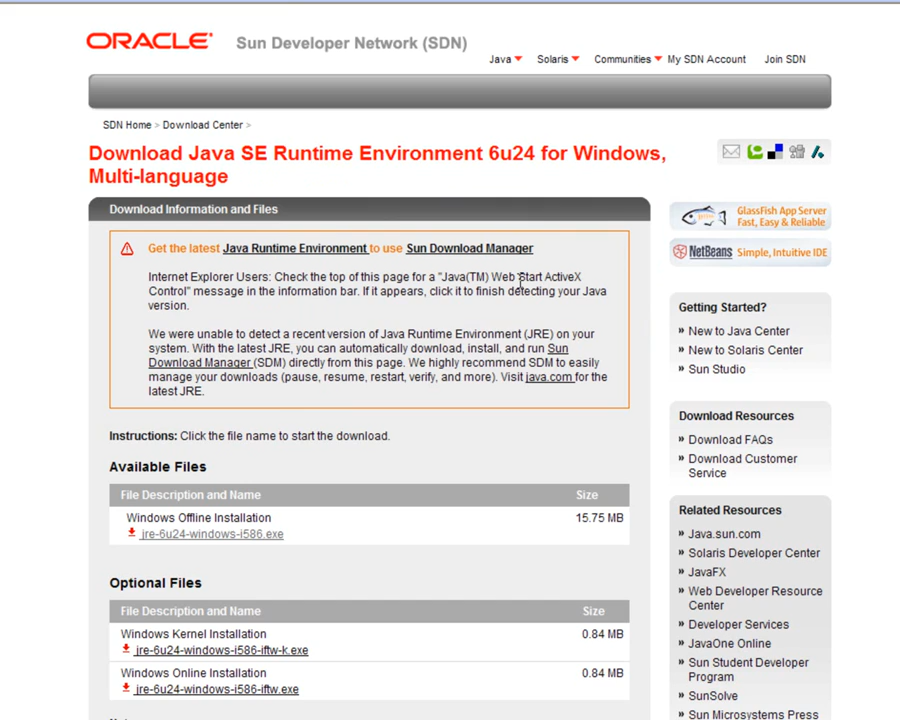 ORACLE Sun Developer Network (SDN)
Java Solaris Communities My SDN Account Join SDN
SDN Home > Download Center >
Download Java SE Runtime Environment 6u24 for Windows,
Multi-language
Download Information and Files
Get the latest Java Runtime Environment to use Sun Download Manager
Internet Explorer Users: Check the top of this page for a "Java(TM) Web Start ActiveX
Control" message in the information bar. If it appears, click it to finish detecting your Java
version.
We were unable to detect a recent version of Java Runtime Environment (JRE) on your
system. With the latest JRE, you can automatically download, install, and run Sun
Download Manager (SDM) directly from this page. We highly recommend SDM to easily
manage your downloads (pause, resume, restart, verify, and more). Visit java.com for the
latest JRE.
Instructions: Click the file name to start the download.
Available Files
File Description and Name Size
Windows Offline Installation 15.75 MB
jre-6u24-windows-i586.exe
Optional Files
File Description and Name Size
Windows Kernel Installation 0.84 MB
jre-6u24-windows-i586-iftw-k.exe
Windows Online Installation 0.84 MB
jre-6u24-windows-i586-iftw.exe
GlassFish App Server
Fast, Easy & Reliable
NetBeans Simple, Intuitive IDE
Getting Started?
» New to Java Center
» New to Solaris Center
» Sun Studio
Download Resources
» Download FAQs
» Download Customer
Service
Related Resources
» Java.sun.com
» Solaris Developer Center
» JavaFX
» Web Developer Resource
Center
» Developer Services
» JavaOne Online
» Sun Student Developer
Program
» SunSolve
» Sun Microsystems Press